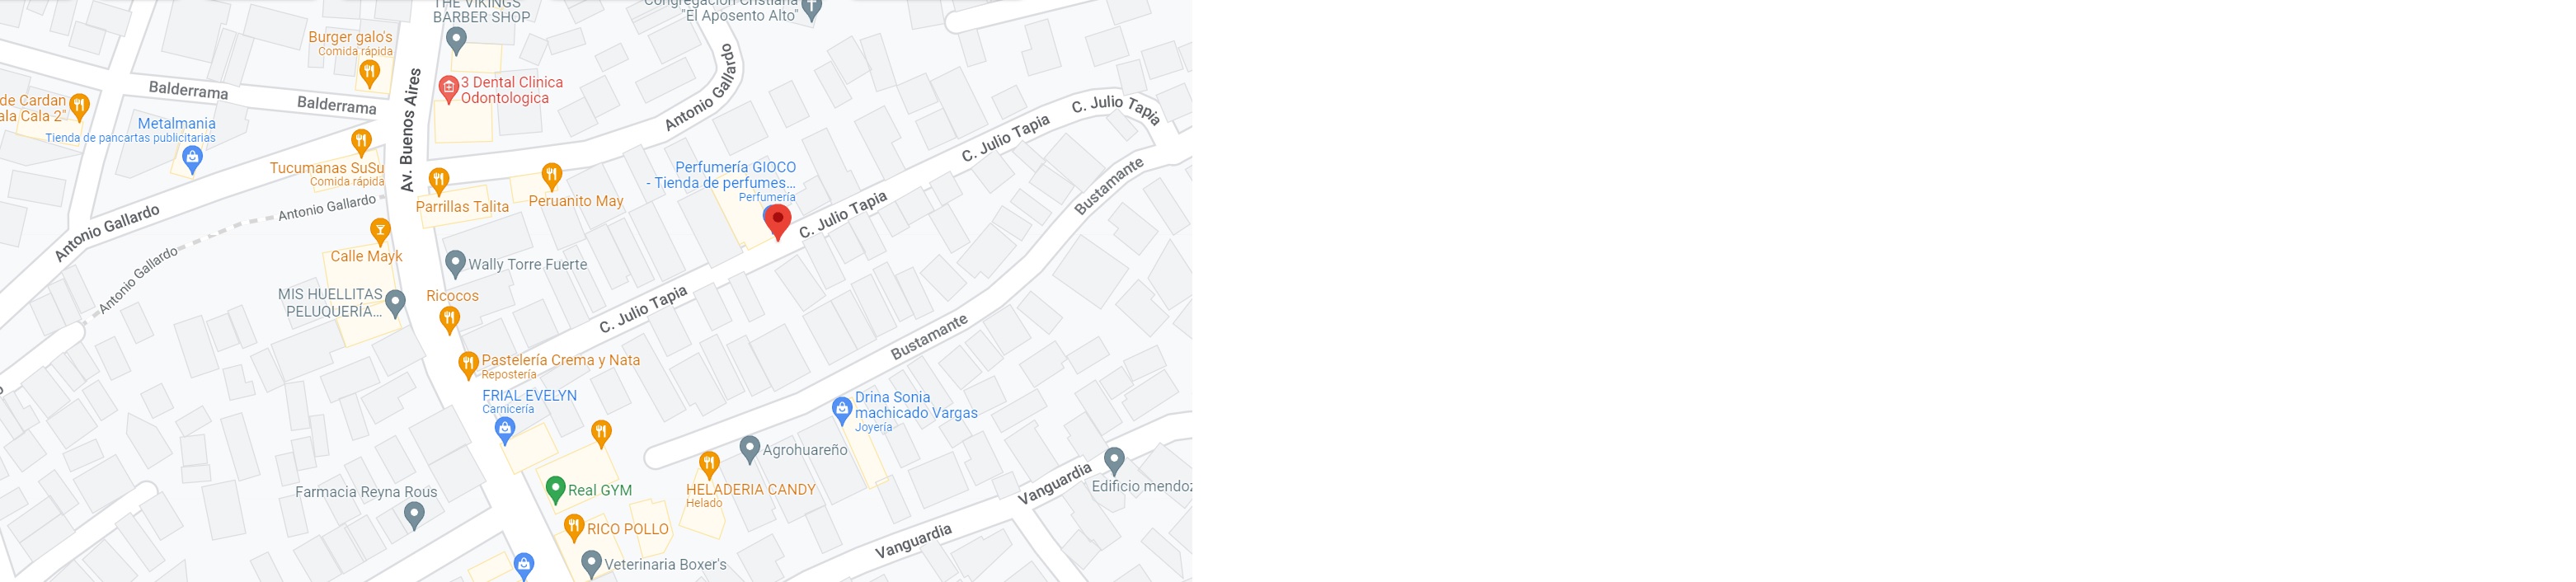 THE VIKINGS
BARBER SHOP
Congregación Cristiana
"El Aposento Alto"
Burger galo's
Comida rápida
3 Dental Clinica
Odontologica
Balderrama
Balderrama
Av. Buenos Aires
Antonio Gallardo
de Cardan
ala Cala 2"
Metalmania
Tienda de pancartas publicitarias
Tucumanas SuSu
Comida rápida
C. Julio Tapia
C. Julio Tapia
Perfumería GIOCO
- Tienda de perfumes...
Perfumería
Parrillas Talita
Peruanito May
Antonio Gallardo
Antonio Gallardo
Antonio Gallardo
C. Julio Tapia
Bustamante
Calle Mayk
Wally Torre Fuerte
MIS HUELLITAS
PELUQUERÍA...
Ricocos
C. Julio Tapia
Bustamante
Pastelería Crema y Nata
Repostería
FRIAL EVELYN
Carnicería
Drina Sonia
machicado Vargas
Joyería
Agrohuareño
Real GYM
HELADERIA CANDY
Helado
Farmacia Reyna Rous
Vanguardia
Edificio mendoz
RICO POLLO
Vanguardia
Veterinaria Boxer's